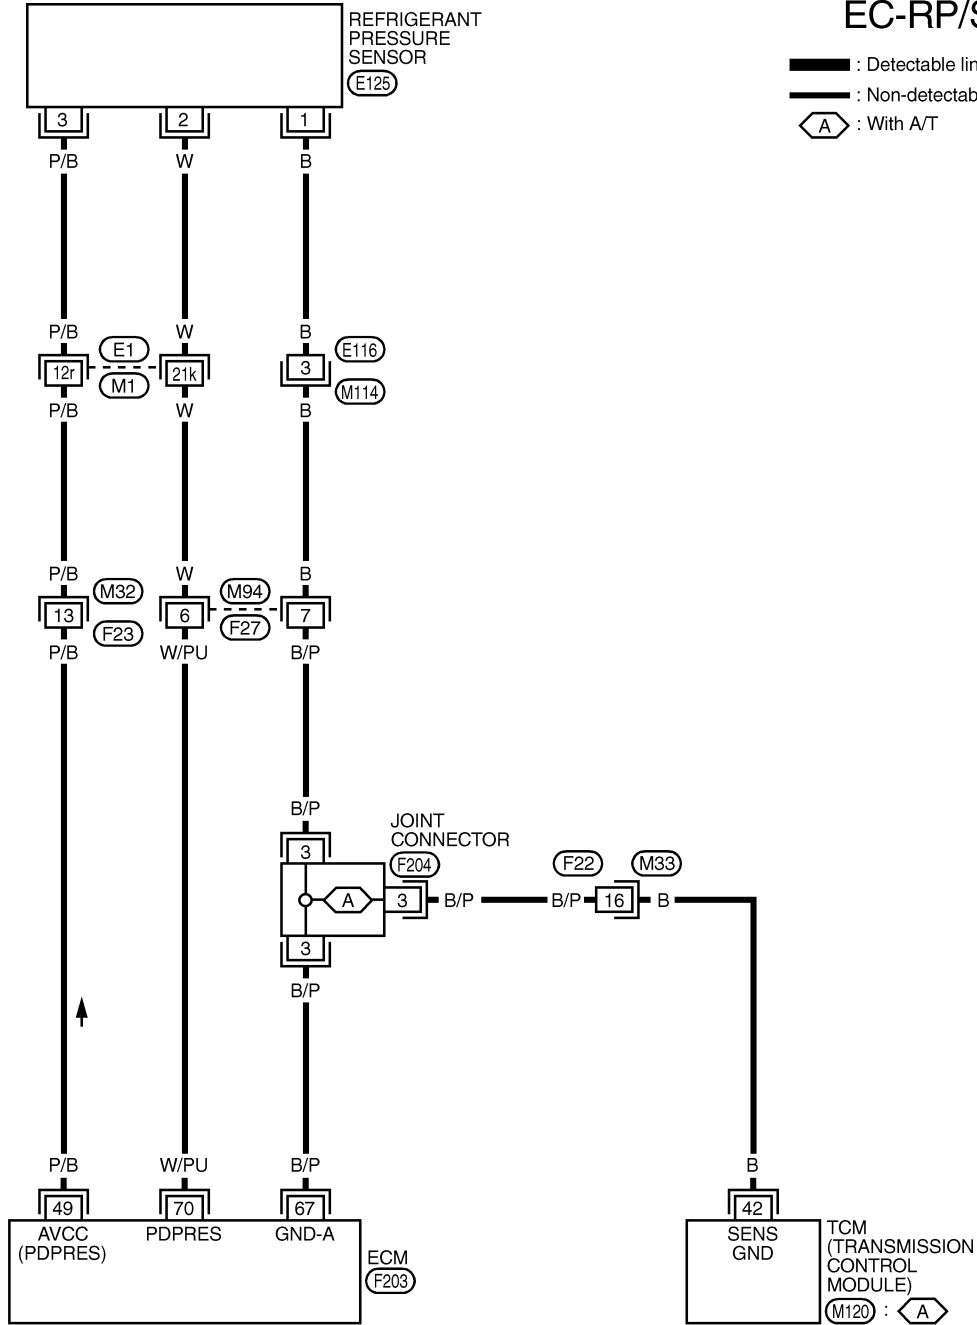 EC-RP/S
REFRIGERANT
PRESSURE
SENSOR
E125
: Detectable lin
: Non-detectab
A : With A/T
3 2 1
P/B W B
P/B W B
E1 E116
12r 21k 3
M1 M114
P/B W B
P/B W B
M32 M94
13 6 7
F23 F27
P/B W/PU B/P
B/P
JOINT
CONNECTOR
F204
3
F22 M33
A 3 B/P B/P 16 B
3
B/P
P/B W/PU B/P B
49 70 67 42
AVCC
(PDPRES)
PDPRES
GND-A
ECM
F203
SENS
GND
TCM
(TRANSMISSION
CONTROL
MODULE)
M120 : A